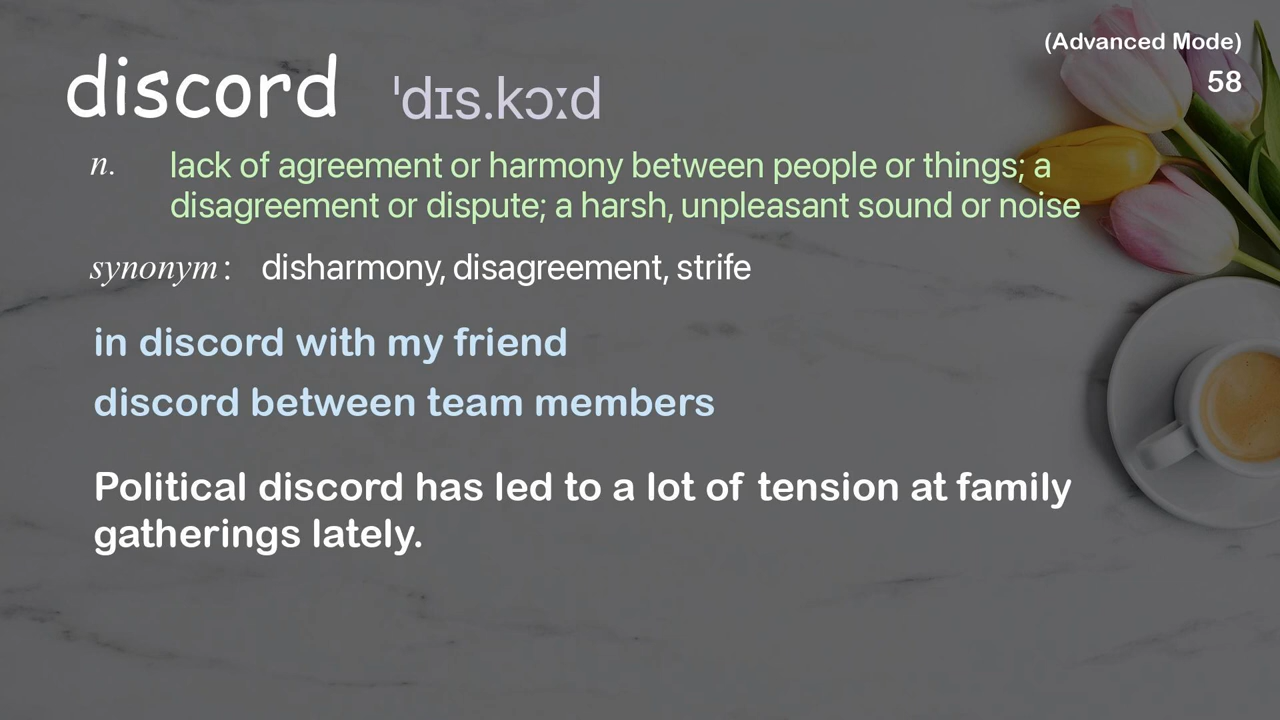 (Advanced Mode)
discord ˈdɪs.kɔːd
58
n. lack of agreement or harmony between people or things; a
disagreement or dispute; a harsh, unpleasant sound or noise
synonym: disharmony, disagreement, strife
in discord with my friend
discord between team members
Political discord has led to a lot of tension at family
gatherings lately.